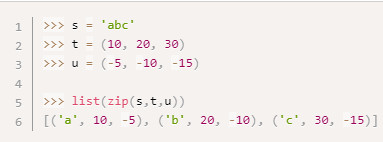 1 >>> s = 'abc'
2 >>> t = (10, 20, 30)
3 >>> u = (-5, -10, -15)
4
5 >>> list(zip(s,t,u))
6 [('a', 10, -5), ('b', 20, -10), ('c', 30, -15)]